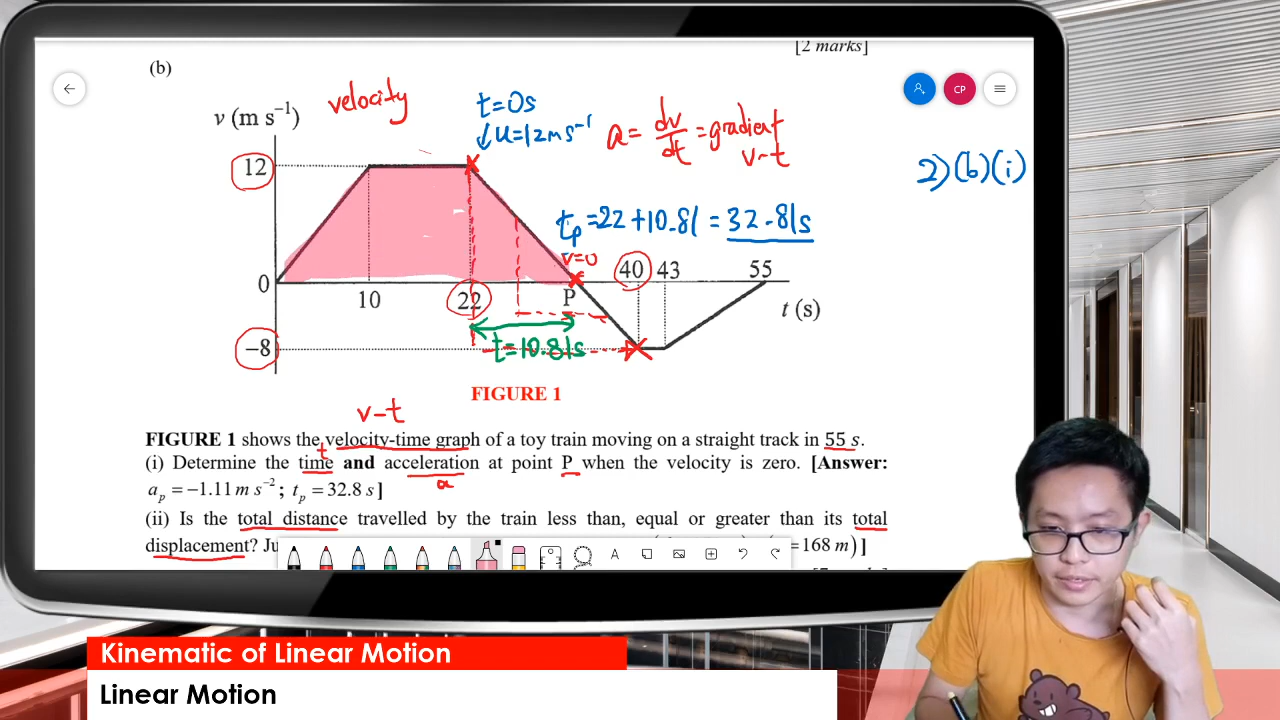 [2 marks]
(b)
CP
v (m s⁻¹)
velocity
t=0s
↓u=12ms⁻¹
a = dv/dt = gradient
v-t
2)(b)(i)
12
tp=22+10.81 = 32.81s
v=0
0
10
22
P
40
43
55
t (s)
−8
t=10.81s
FIGURE 1
v-t
FIGURE 1 shows the velocity-time graph of a toy train moving on a straight track in 55 s.
t
(i) Determine the time and acceleration at point P when the velocity is zero. [Answer:
a
a_p = −1.11 m s⁻²; t_p = 32.8 s]
(ii) Is the total distance travelled by the train less than, equal or greater than its total
displacement? Ju
=168 m)]
A
Kinematic of Linear Motion
Linear Motion